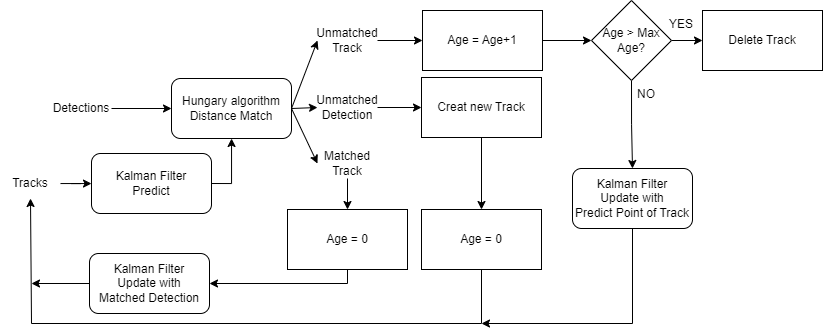 Unmatched
Track
Age = Age+1
Age > Max
Age?
YES
Delete Track
Detections
Hungary algorithm
Distance Match
Unmatched
Detection
Creat new Track
NO
Matched
Track
Tracks
Kalman Filter
Predict
Kalman Filter
Update with
Predict Point of Track
Age = 0
Age = 0
Kalman Filter
Update with
Matched Detection